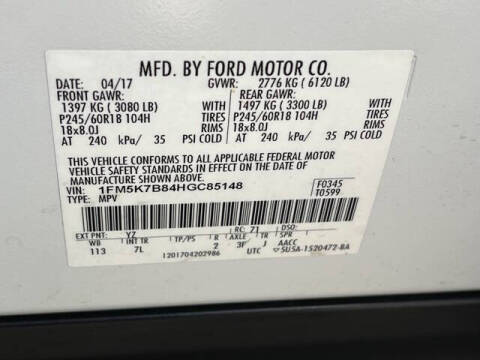 MFD. BY FORD MOTOR CO.
DATE: 04/17 GVWR: 2776 KG ( 6120 LB)
FRONT GAWR: REAR GAWR:
1397 KG ( 3080 LB) WITH 1497 KG ( 3300 LB) WITH
P245/60R18 104H TIRES P245/60R18 104H TIRES
18x8.0J RIMS 18x8.0J RIMS
AT 240 kPa/ 35 PSI COLD AT 240 kPa/ 35 PSI COLD
THIS VEHICLE CONFORMS TO ALL APPLICABLE FEDERAL MOTOR
VEHICLE SAFETY STANDARDS IN EFFECT ON THE DATE OF
MANUFACTURE SHOWN ABOVE.
VIN: 1FM5K7B84HGC85148 F0345
TYPE: MPV T0599
EXT PNT: YZ RC: 71 DSO:
WB INT TR TP/PS R AXLE TR SPR
113 7L 2 3F J AACC
1201704202986 UTC 5U5A-1520472-BA